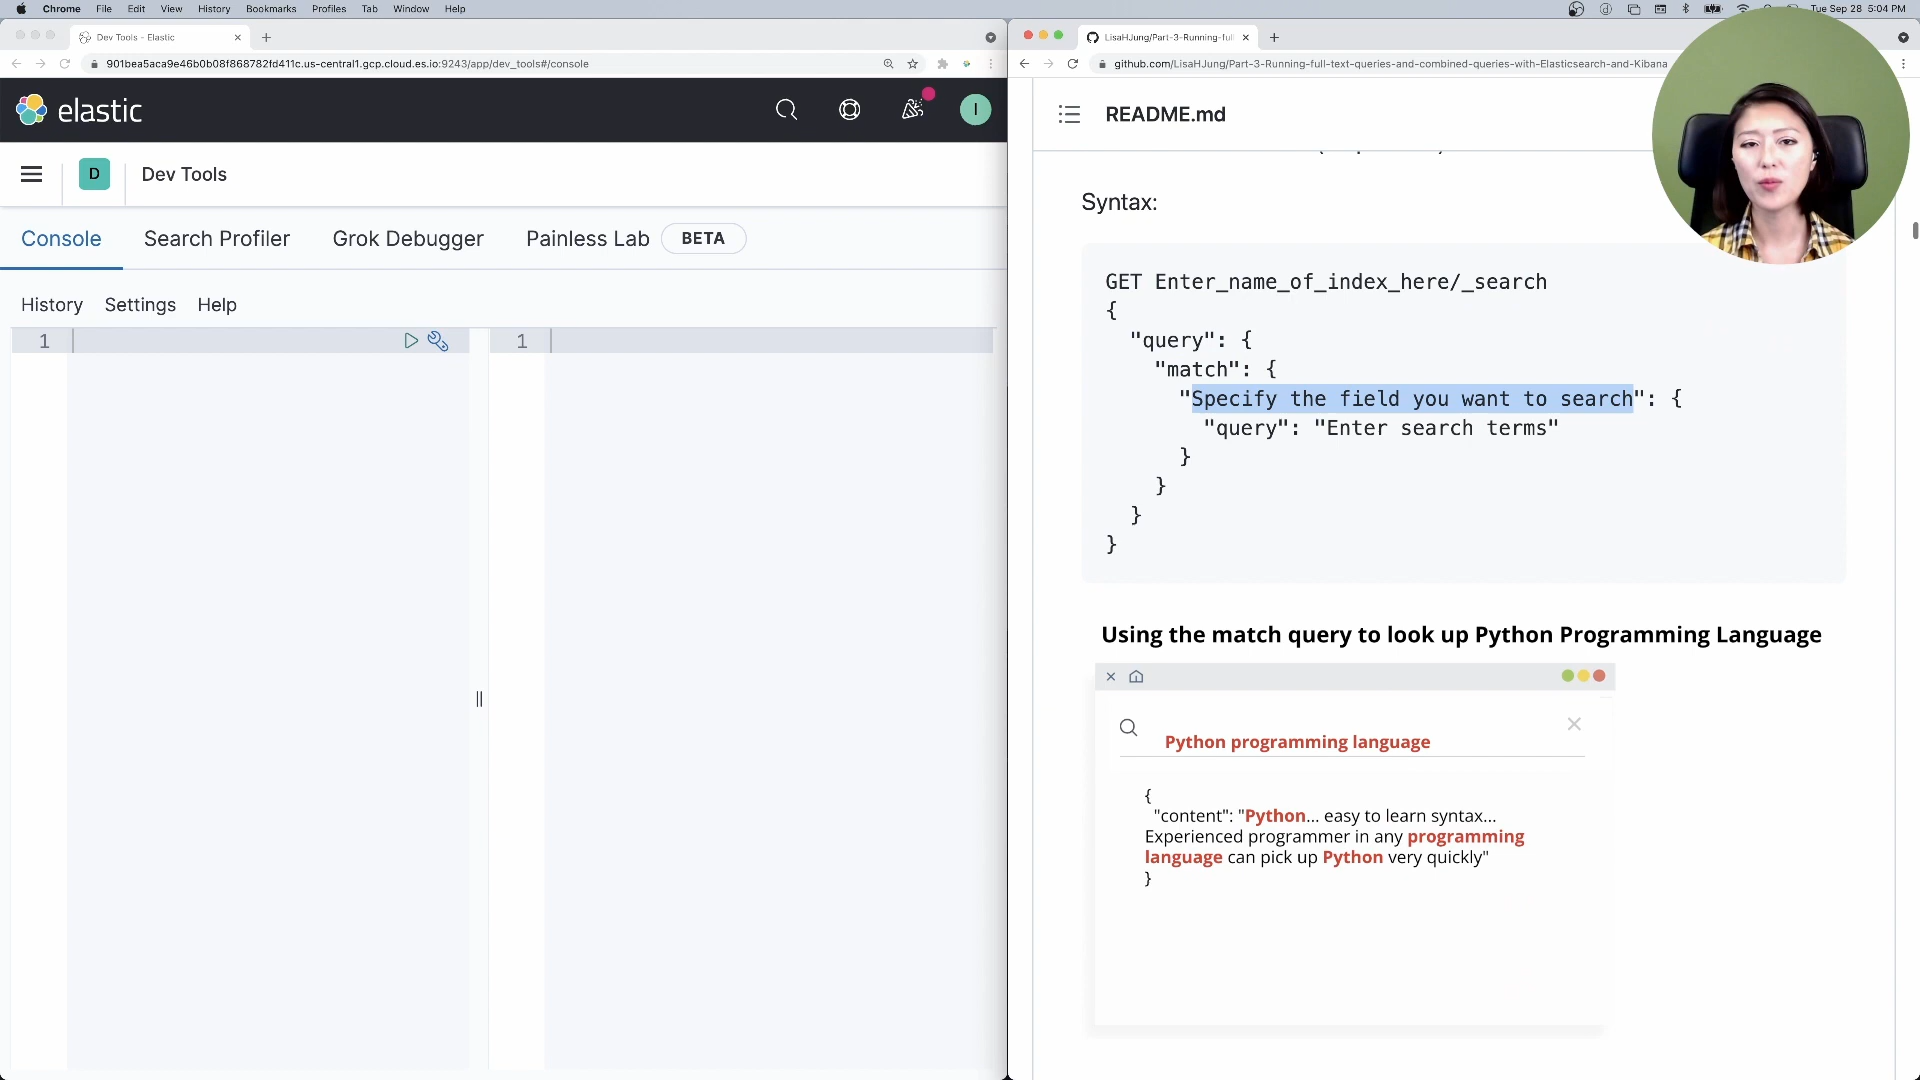 Chrome File Edit View History Bookmarks Profiles Tab Window Help
Tue Sep 28 5:04 PM
Dev Tools - Elastic
901bea5aca9e46b0b08f868782fd411c.us-central1.gcp.cloud.es.io:9243/app/dev_tools#/console
elastic
I
D
Dev Tools
Console Search Profiler Grok Debugger Painless Lab BETA
History Settings Help
1
1
LisaHJung/Part-3-Running-ful
github.com/LisaHJung/Part-3-Running-full-text-queries-and-combined-queries-with-Elasticsearch-and-Kibana
README.md
Syntax:
GET Enter_name_of_index_here/_search
{
"query": {
"match": {
"Specify the field you want to search": {
"query": "Enter search terms"
}
}
}
}
Using the match query to look up Python Programming Language
Python programming language
{
"content": "Python... easy to learn syntax...
Experienced programmer in any programming
language can pick up Python very quickly"
}